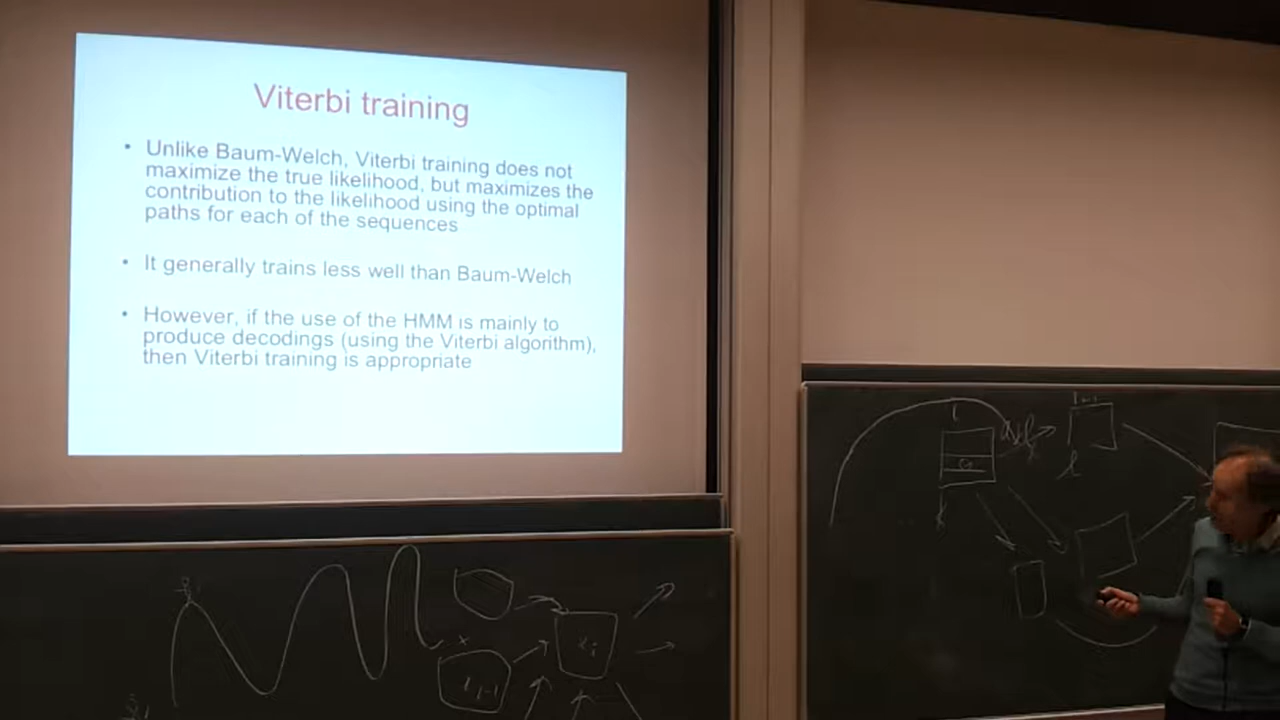 Viterbi training
• Unlike Baum-Welch, Viterbi training does not
maximize the true likelihood, but maximizes the
contribution to the likelihood using the optimal
paths for each of the sequences
• It generally trains less well than Baum-Welch
• However, if the use of the HMM is mainly to
produce decodings (using the Viterbi algorithm),
then Viterbi training is appropriate